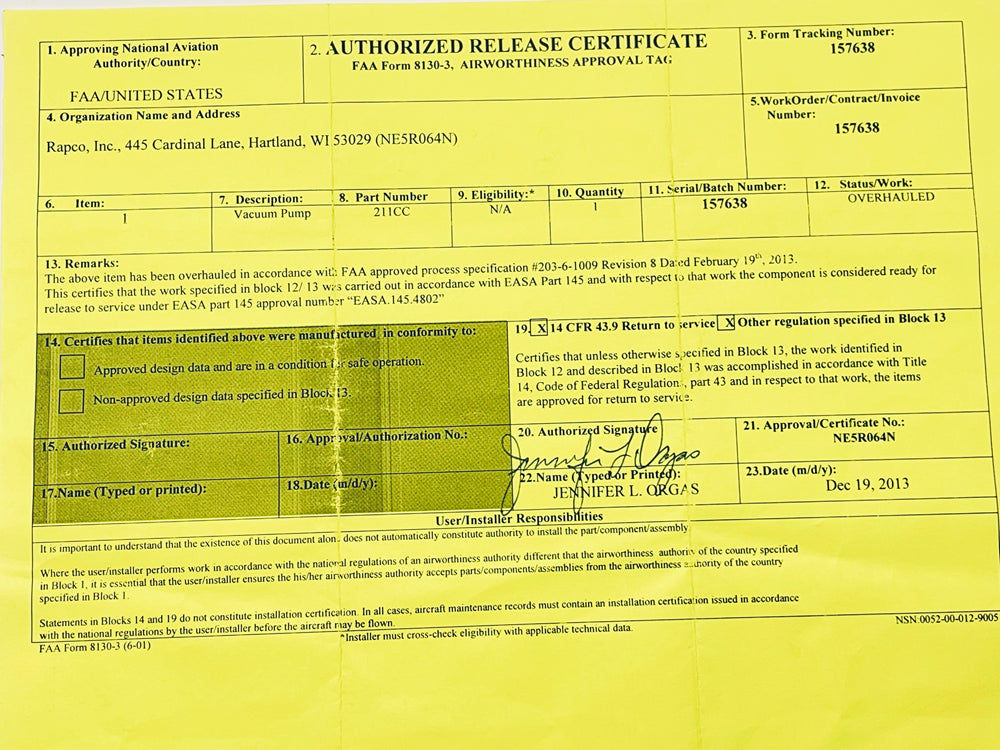 1. Approving National Aviation
Authority/Country:
FAA/UNITED STATES
2. AUTHORIZED RELEASE CERTIFICATE
FAA Form 8130-3, AIRWORTHINESS APPROVAL TAG
3. Form Tracking Number:
157638
4. Organization Name and Address
Rapco, Inc., 445 Cardinal Lane, Hartland, WI 53029 (NE5R064N)
5.WorkOrder/Contract/Invoice
Number:
157638
6. Item:
1
7. Description:
Vacuum Pump
8. Part Number
211CC
9. Eligibility:*
N/A
10. Quantity
1
11. Serial/Batch Number:
157638
12. Status/Work:
OVERHAULED
13. Remarks:
The above item has been overhauled in accordance with FAA approved process specification #203-6-1009 Revision 8 Dated February 19th, 2013.
This certifies that the work specified in block 12/ 13 was carried out in accordance with EASA Part 145 and with respect to that work the component is considered ready for
release to service under EASA part 145 approval number “EASA.145.4802”
14. Certifies that items identified above were manufactured in conformity to:
Approved design data and are in a condition for safe operation.
Non-approved design data specified in Block 13.
15. Authorized Signature:
16. Approval/Authorization No.:
17.Name (Typed or printed):
18.Date (m/d/y):
19. X 14 CFR 43.9 Return to service X Other regulation specified in Block 13
Certifies that unless otherwise specified in Block 13, the work identified in
Block 12 and described in Block 13 was accomplished in accordance with Title
14, Code of Federal Regulations, part 43 and in respect to that work, the items
are approved for return to service.
20. Authorized Signature
Jennifer L Orgas
21. Approval/Certificate No.:
NE5R064N
22.Name (Typed or Printed):
JENNIFER L. ORGAS
23.Date (m/d/y):
Dec 19, 2013
User/Installer Responsibilities
It is important to understand that the existence of this document alone does not automatically constitute authority to install the part/component/assembly
Where the user/installer performs work in accordance with the national regulations of an airworthiness authority different that the airworthiness authority of the country specified
in Block 1, it is essential that the user/installer ensures the his/her airworthiness authority accepts parts/components/assemblies from the airworthiness authority of the country
specified in Block 1.
Statements in Blocks 14 and 19 do not constitute installation certification. In all cases, aircraft maintenance records must contain an installation certification issued in accordance
with the national regulations by the user/installer before the aircraft may be flown.
*Installer must cross-check eligibility with applicable technical data.
FAA Form 8130-3 (6-01)
NSN:0052-00-012-9005